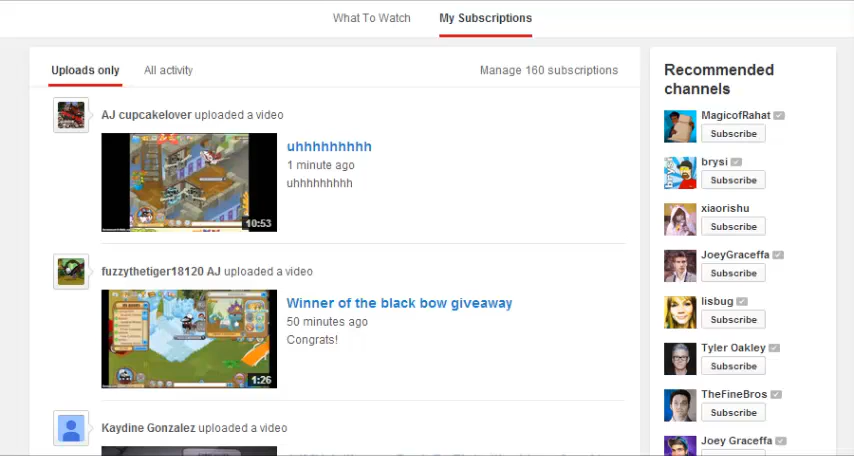 What To Watch
My Subscriptions
Uploads only
All activity
Manage 160 subscriptions
AJ cupcakelover uploaded a video
uhhhhhhhhh
1 minute ago
uhhhhhhhhh
10:53
fuzzythetiger18120 AJ uploaded a video
Winner of the black bow giveaway
50 minutes ago
Congrats!
1:26
Kaydine Gonzalez uploaded a video
Recommended
channels
MagicofRahat
Subscribe
brysi
Subscribe
xiaorishu
Subscribe
JoeyGraceffa
Subscribe
lisbug
Subscribe
Tyler Oakley
Subscribe
TheFineBros
Subscribe
Joey Graceffa
Subscribe